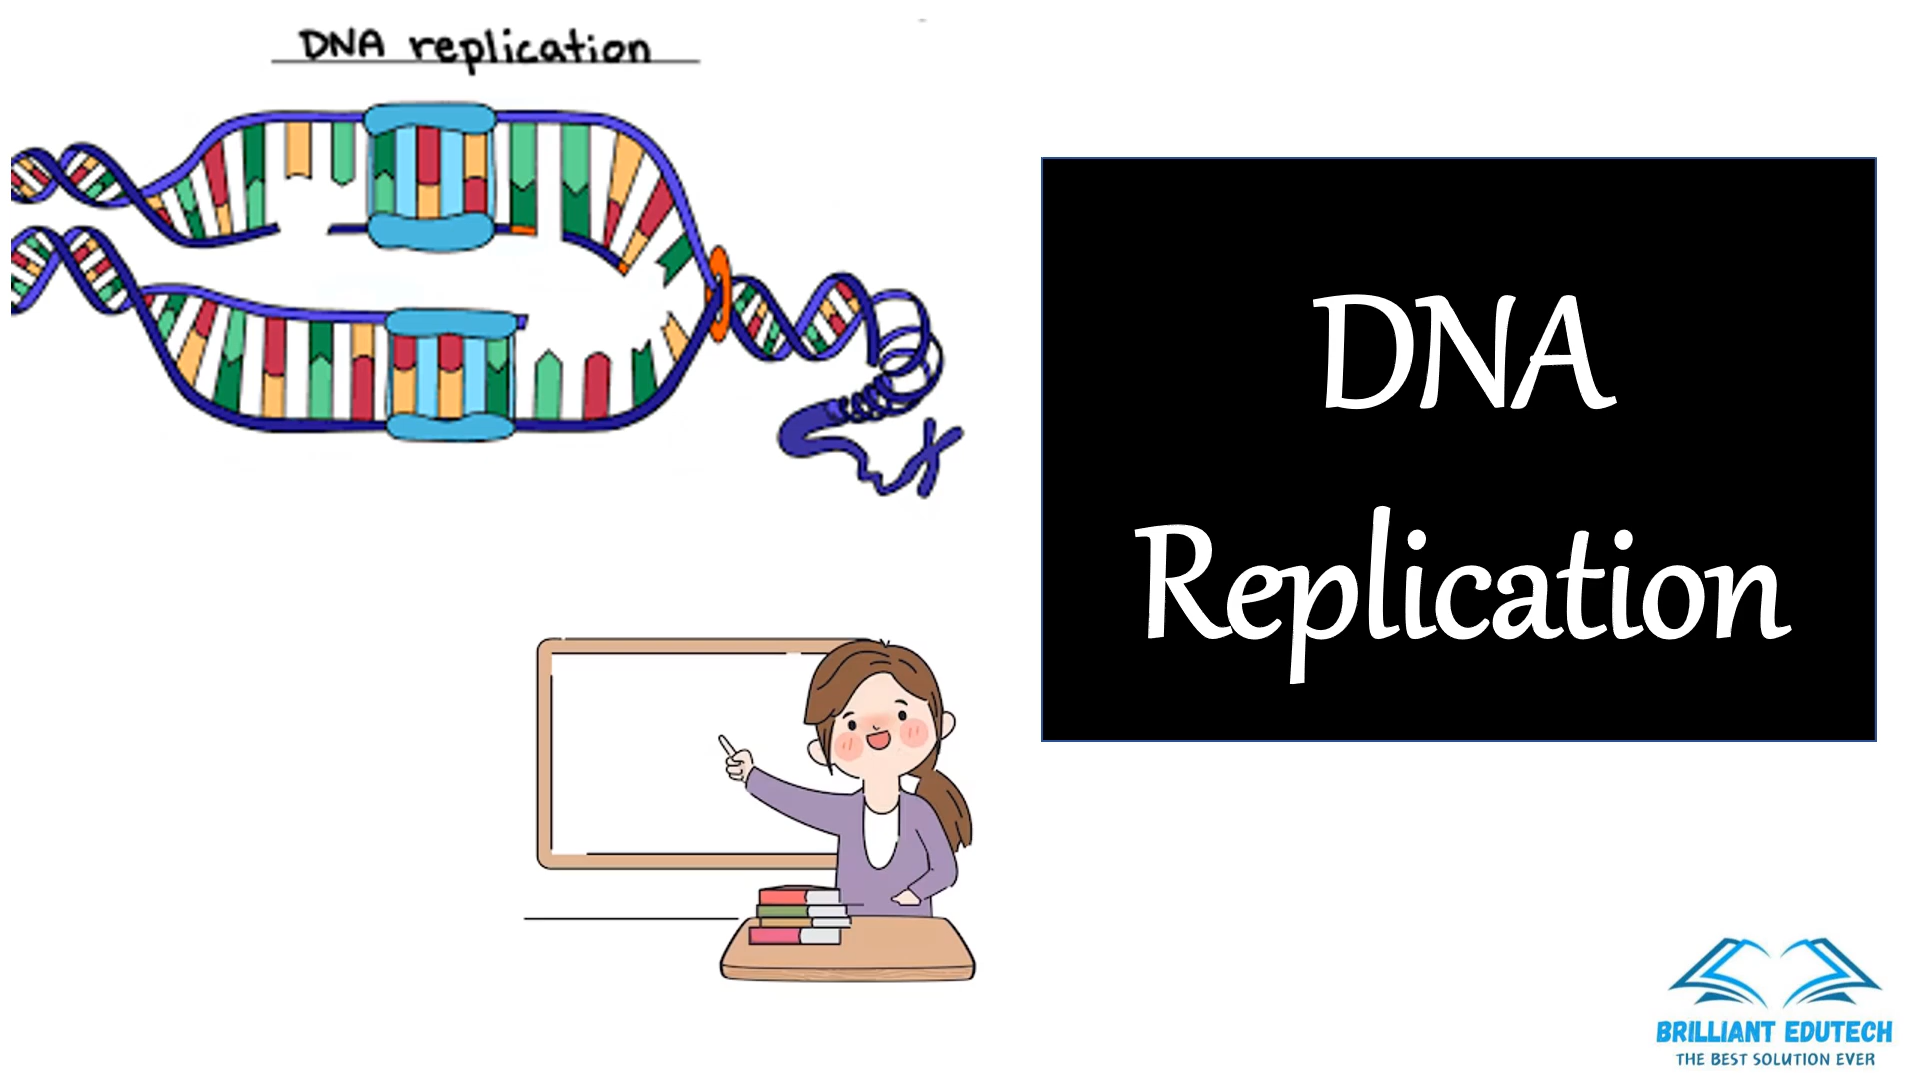 DNA replication
DNA
Replication
BRILLIANT EDUTECH
THE BEST SOLUTION EVER